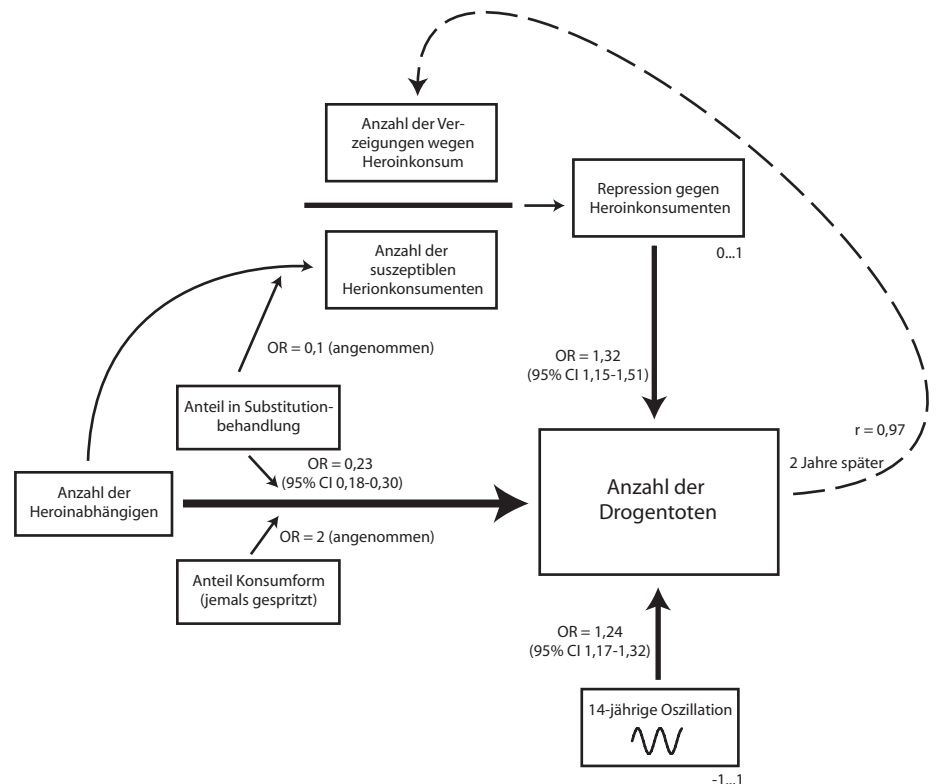 Anzahl der Ver-
zeigungen wegen
Heroinkonsum
Repression gegen
Heroinkonsumenten
0...1
Anzahl der
suszeptiblen
Herionkonsumenten
OR = 0,1 (angenommen)
OR = 1,32
(95% CI 1,15-1,51)
Anteil in Substitution-
behandlung
r = 0,97
2 Jahre später
OR = 0,23
(95% CI 0,18-0,30)
Anzahl der
Heroinabhängigen
Anzahl der
Drogentoten
OR = 2 (angenommen)
Anteil Konsumform
(jemals gespritzt)
OR = 1,24
(95% CI 1,17-1,32)
14-jährige Oszillation
-1...1